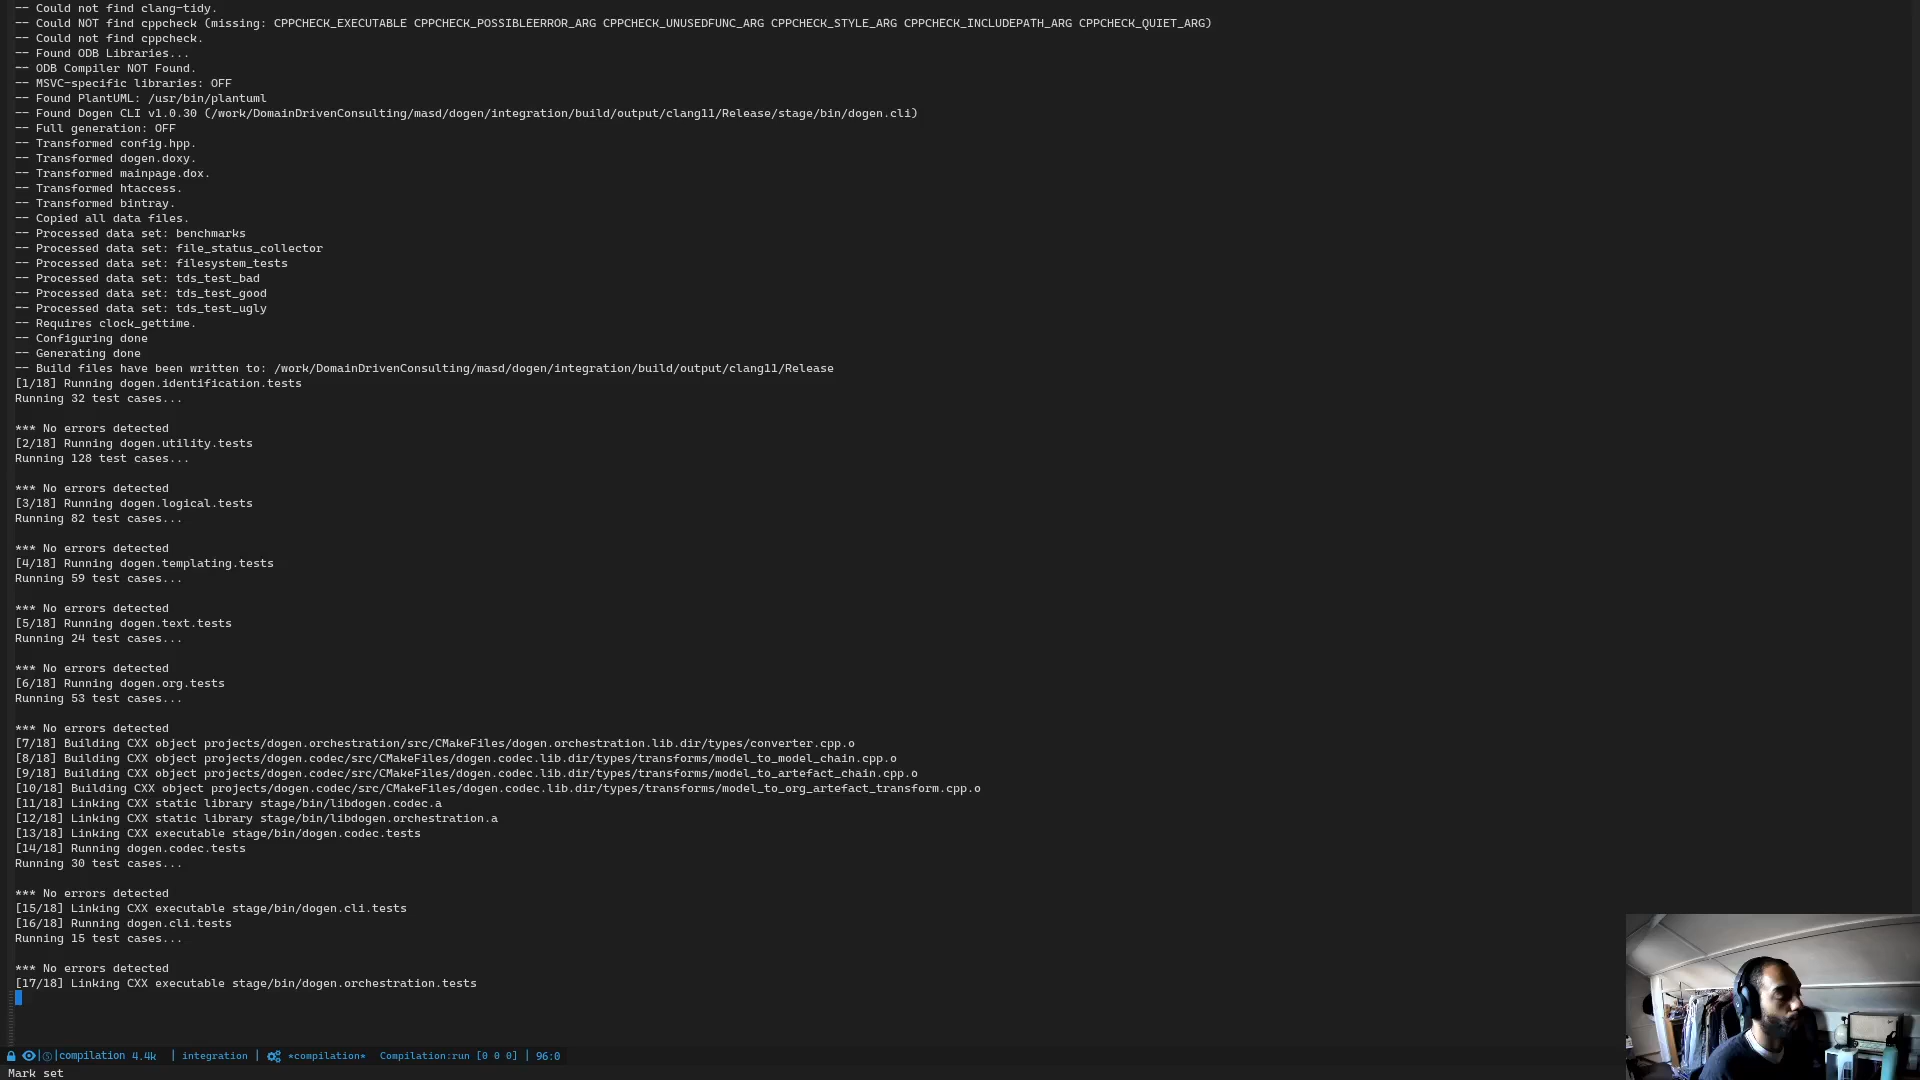 -- Could not find clang-tidy.
-- Could NOT find cppcheck (missing: CPPCHECK_EXECUTABLE CPPCHECK_POSSIBLEERROR_ARG CPPCHECK_UNUSEDFUNC_ARG CPPCHECK_STYLE_ARG CPPCHECK_INCLUDEPATH_ARG CPPCHECK_QUIET_ARG)
-- Could not find cppcheck.
-- Found ODB Libraries...
-- ODB Compiler NOT Found.
-- MSVC-specific libraries: OFF
-- Found PlantUML: /usr/bin/plantuml
-- Found Dogen CLI v1.0.30 (/work/DomainDrivenConsulting/masd/dogen/integration/build/output/clang11/Release/stage/bin/dogen.cli)
-- Full generation: OFF
-- Transformed config.hpp.
-- Transformed dogen.doxy.
-- Transformed mainpage.dox.
-- Transformed htaccess.
-- Transformed bintray.
-- Copied all data files.
-- Processed data set: benchmarks
-- Processed data set: file_status_collector
-- Processed data set: filesystem_tests
-- Processed data set: tds_test_bad
-- Processed data set: tds_test_good
-- Processed data set: tds_test_ugly
-- Requires clock_gettime.
-- Configuring done
-- Generating done
-- Build files have been written to: /work/DomainDrivenConsulting/masd/dogen/integration/build/output/clang11/Release
[1/18] Running dogen.identification.tests
Running 32 test cases...
*** No errors detected
[2/18] Running dogen.utility.tests
Running 128 test cases...
*** No errors detected
[3/18] Running dogen.logical.tests
Running 82 test cases...
*** No errors detected
[4/18] Running dogen.templating.tests
Running 59 test cases...
*** No errors detected
[5/18] Running dogen.text.tests
Running 24 test cases...
*** No errors detected
[6/18] Running dogen.org.tests
Running 53 test cases...
*** No errors detected
[7/18] Building CXX object projects/dogen.orchestration/src/CMakeFiles/dogen.orchestration.lib.dir/types/converter.cpp.o
[8/18] Building CXX object projects/dogen.codec/src/CMakeFiles/dogen.codec.lib.dir/types/transforms/model_to_model_chain.cpp.o
[9/18] Building CXX object projects/dogen.codec/src/CMakeFiles/dogen.codec.lib.dir/types/transforms/model_to_artefact_chain.cpp.o
[10/18] Building CXX object projects/dogen.codec/src/CMakeFiles/dogen.codec.lib.dir/types/transforms/model_to_org_artefact_transform.cpp.o
[11/18] Linking CXX static library stage/bin/libdogen.codec.a
[12/18] Linking CXX static library stage/bin/libdogen.orchestration.a
[13/18] Linking CXX executable stage/bin/dogen.codec.tests
[14/18] Running dogen.codec.tests
Running 30 test cases...
*** No errors detected
[15/18] Linking CXX executable stage/bin/dogen.cli.tests
[16/18] Running dogen.cli.tests
Running 15 test cases...
*** No errors detected
[17/18] Linking CXX executable stage/bin/dogen.orchestration.tests
|Ⓢ|compilation 4.4k | integration | *compilation* Compilation:run [0 0 0] | 96:0
Mark set